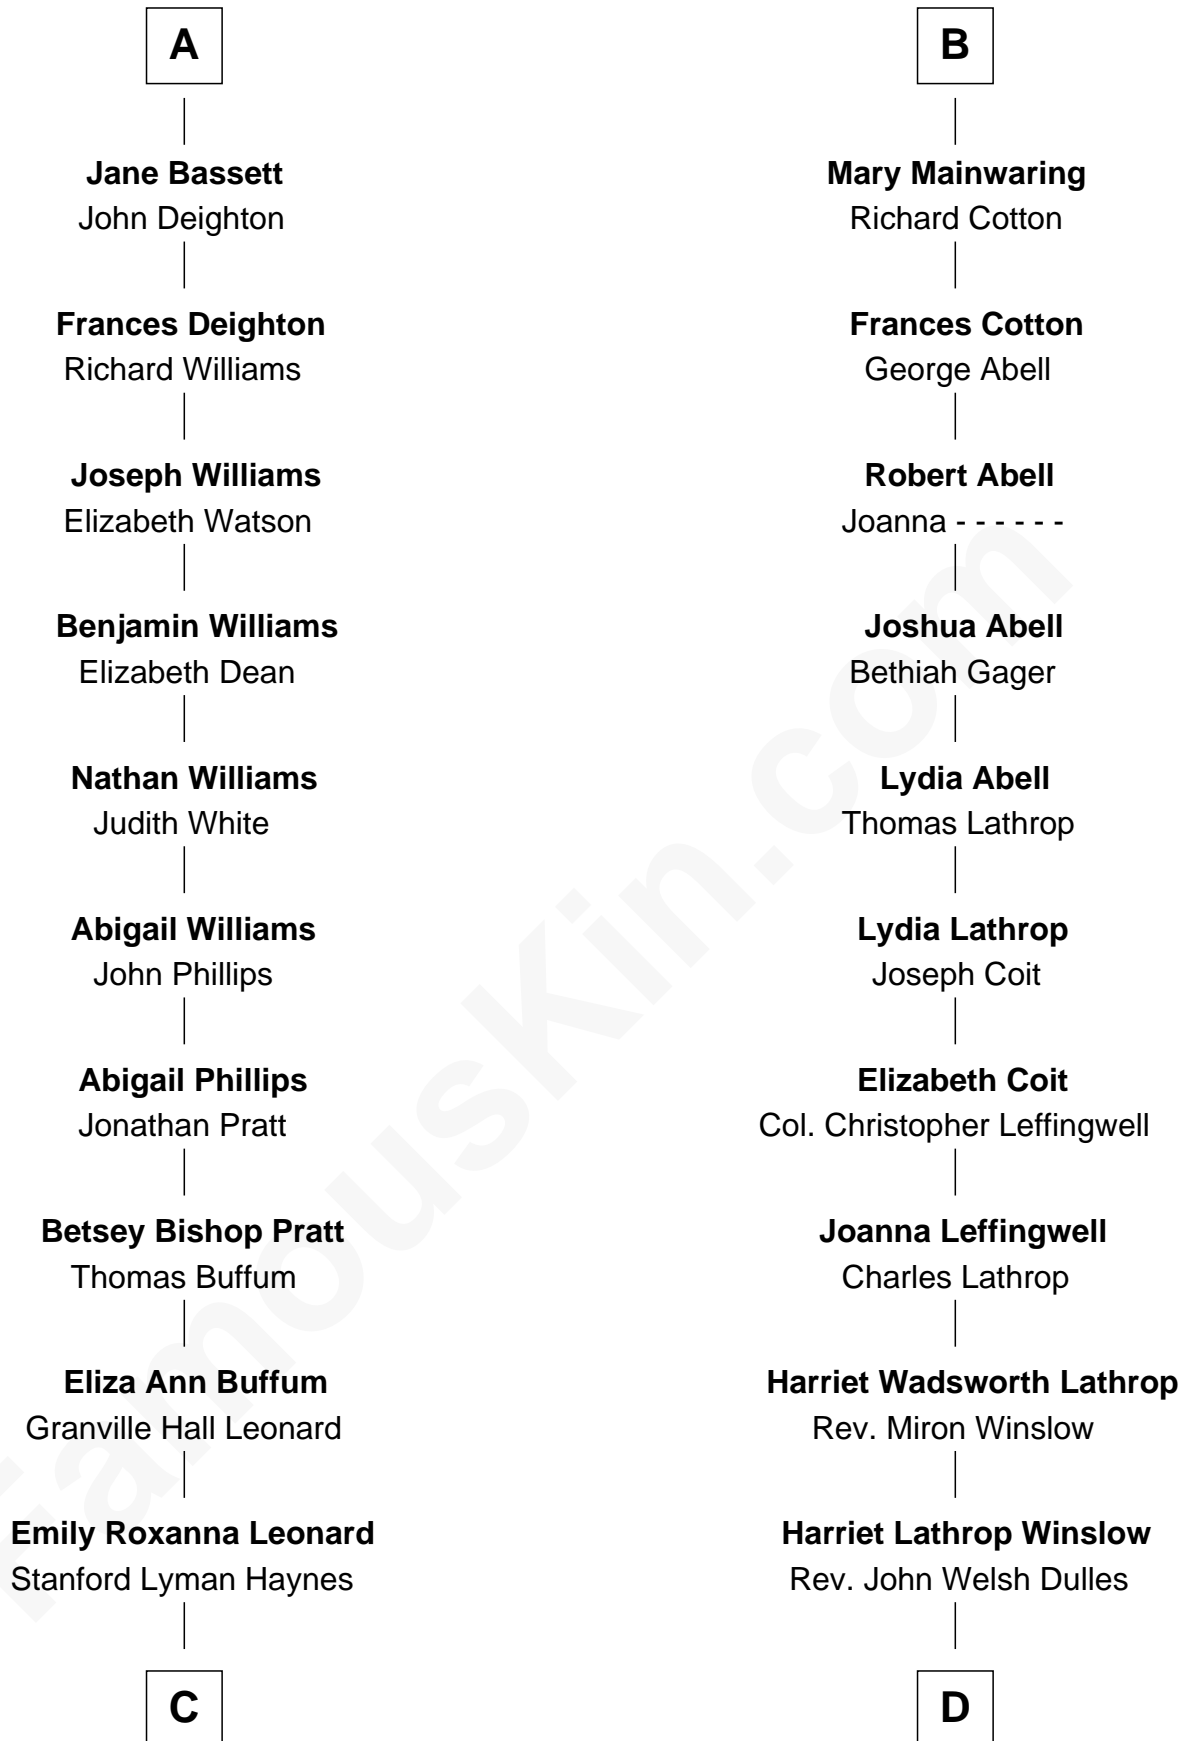 A
Jane Bassett
John Deighton
Frances Deighton
Richard Williams
Joseph Williams
Elizabeth Watson
Benjamin Williams
Elizabeth Dean
Nathan Williams
Judith White
Abigail Williams
John Phillips
Abigail Phillips
Jonathan Pratt
Betsey Bishop Pratt
Thomas Buffum
Eliza Ann Buffum
Granville Hall Leonard
Emily Roxanna Leonard
Stanford Lyman Haynes
C
B
Mary Mainwaring
Richard Cotton
Frances Cotton
George Abell
Robert Abell
Joanna - - - - - -
Joshua Abell
Bethiah Gager
Lydia Abell
Thomas Lathrop
Lydia Lathrop
Joseph Coit
Elizabeth Coit
Col. Christopher Leffingwell
Joanna Leffingwell
Charles Lathrop
Harriet Wadsworth Lathrop
Rev. Miron Winslow
Harriet Lathrop Winslow
Rev. John Welsh Dulles
D
FamousKin.com